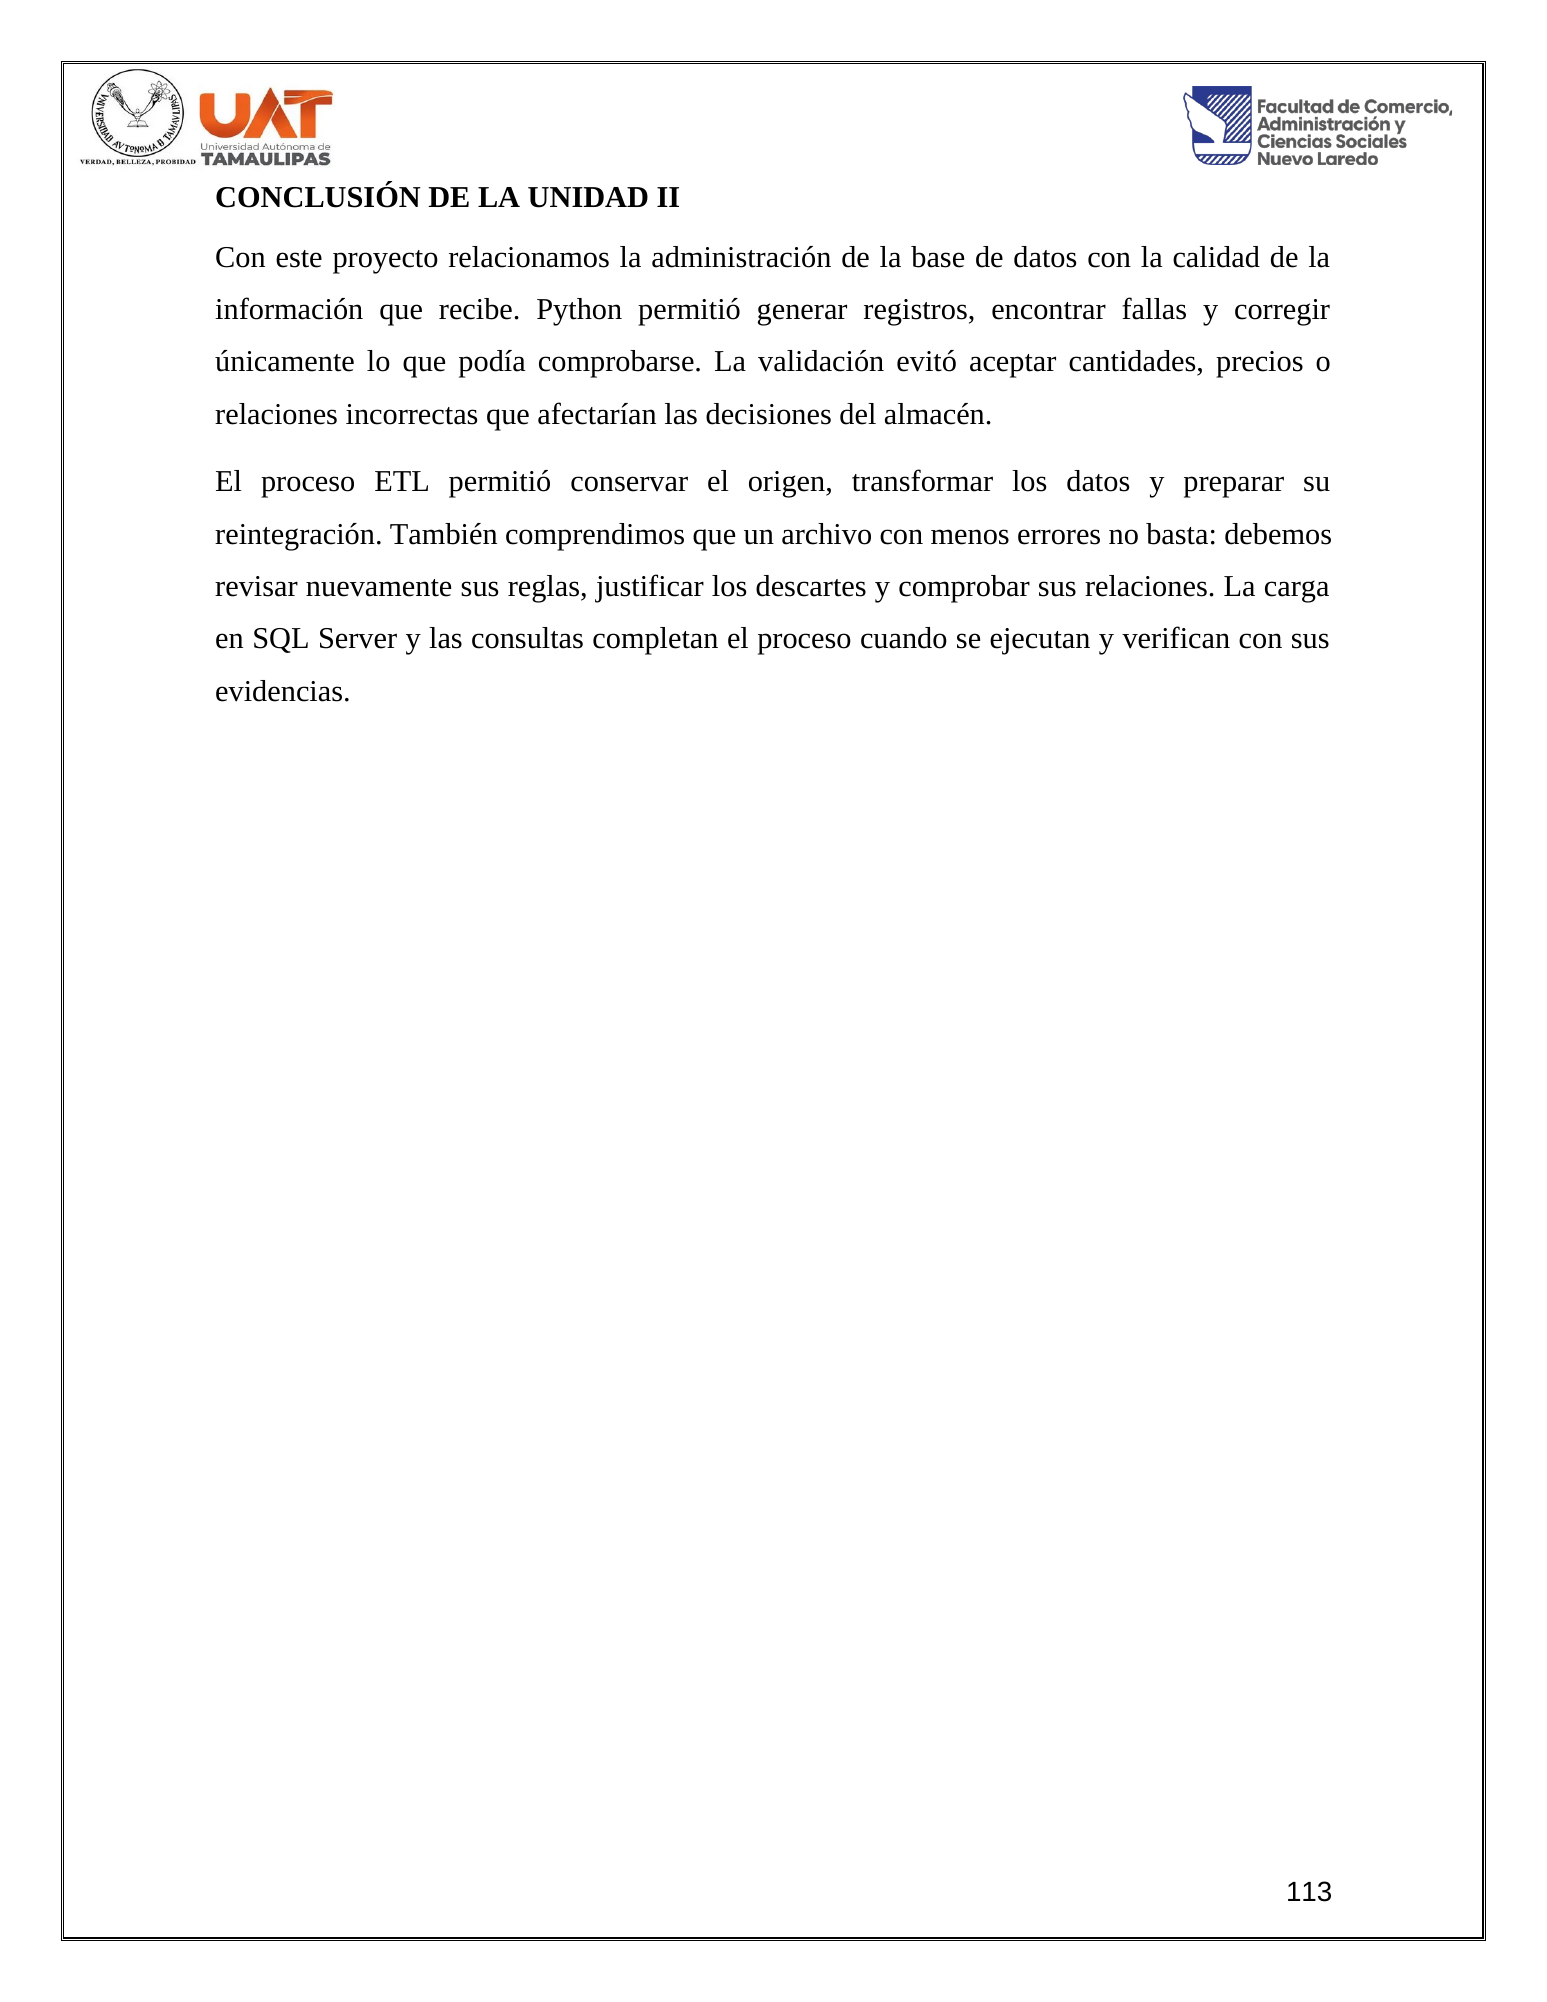 VNIVERSIDAD AVTONOMA D TAMAVLIPAS
VERDAD, BELLEZA, PROBIDAD
UAT
Universidad Autónoma de
TAMAULIPAS
Facultad de Comercio,
Administración y
Ciencias Sociales
Nuevo Laredo
CONCLUSIÓN DE LA UNIDAD II
Con este proyecto relacionamos la administración de la base de datos con la calidad de la
información que recibe. Python permitió generar registros, encontrar fallas y corregir
únicamente lo que podía comprobarse. La validación evitó aceptar cantidades, precios o
relaciones incorrectas que afectarían las decisiones del almacén.
El proceso ETL permitió conservar el origen, transformar los datos y preparar su
reintegración. También comprendimos que un archivo con menos errores no basta: debemos
revisar nuevamente sus reglas, justificar los descartes y comprobar sus relaciones. La carga
en SQL Server y las consultas completan el proceso cuando se ejecutan y verifican con sus
evidencias.
113